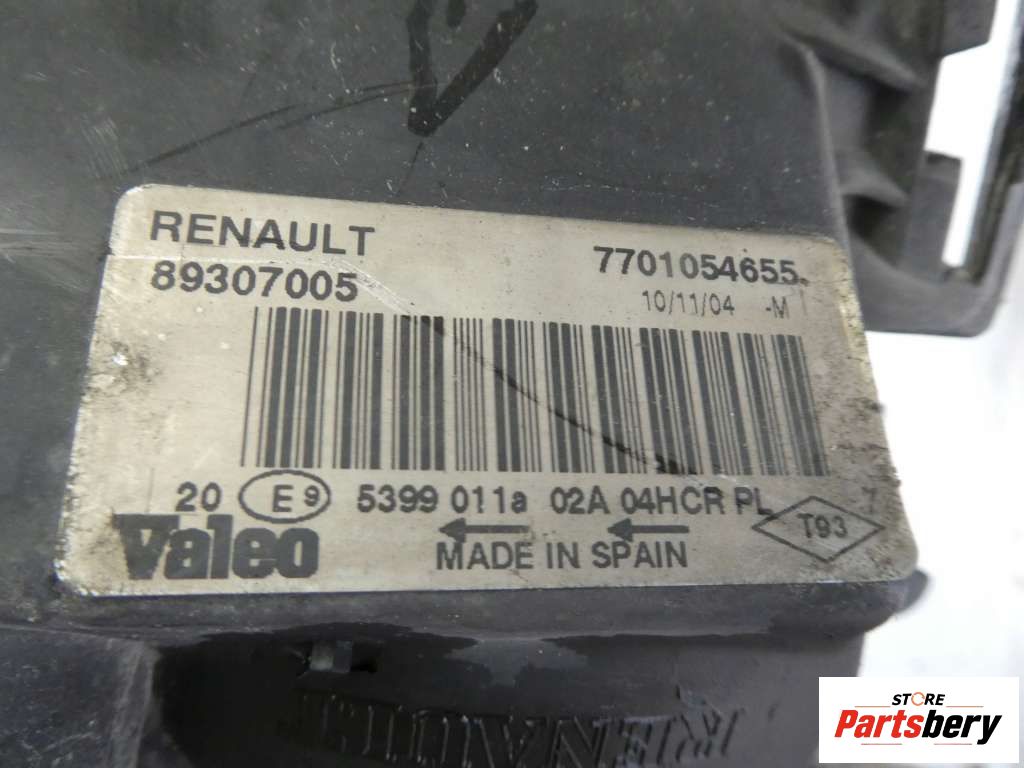 RENAULT
7701054655
89307005
10/11/04 -M
20 E9 5399 011a 02A 04HCR PL
7
T93
Valeo
MADE IN SPAIN
STORE
Partsbery